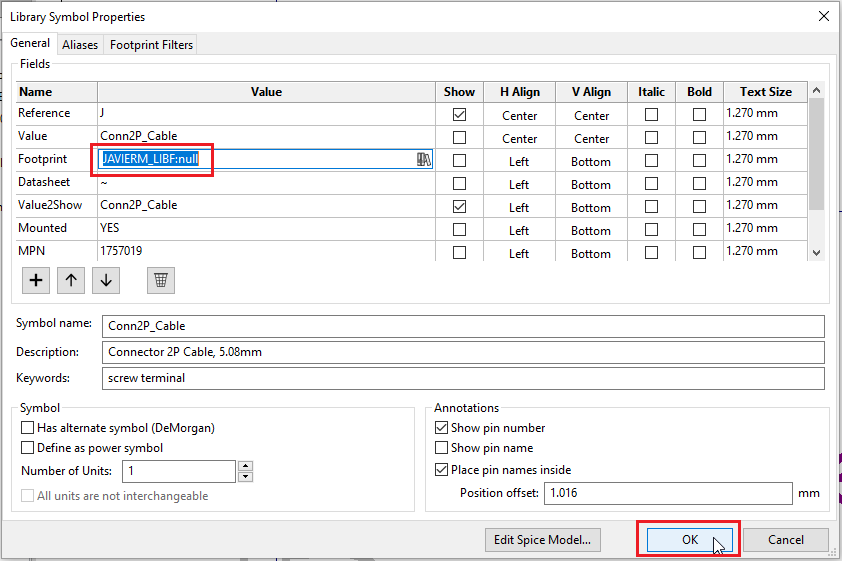 Library Symbol Properties
General Aliases Footprint Filters
Fields
Name Value Show H Align V Align Italic Bold Text Size
Reference J Center Center 1.270 mm
Value Conn2P_Cable Center Center 1.270 mm
Footprint JAVIERM_LIBF:null Left Bottom 1.270 mm
Datasheet ~ Left Bottom 1.270 mm
Value2Show Conn2P_Cable Left Bottom 1.270 mm
Mounted YES Left Bottom 1.270 mm
MPN 1757019 Left Bottom 1.270 mm
Symbol name: Conn2P_Cable
Description: Connector 2P Cable, 5.08mm
Keywords: screw terminal
Symbol Annotations
Has alternate symbol (DeMorgan) Show pin number
Define as power symbol Show pin name
Number of Units: 1 Place pin names inside
All units are not interchangeable Position offset: 1.016 mm
Edit Spice Model... OK Cancel